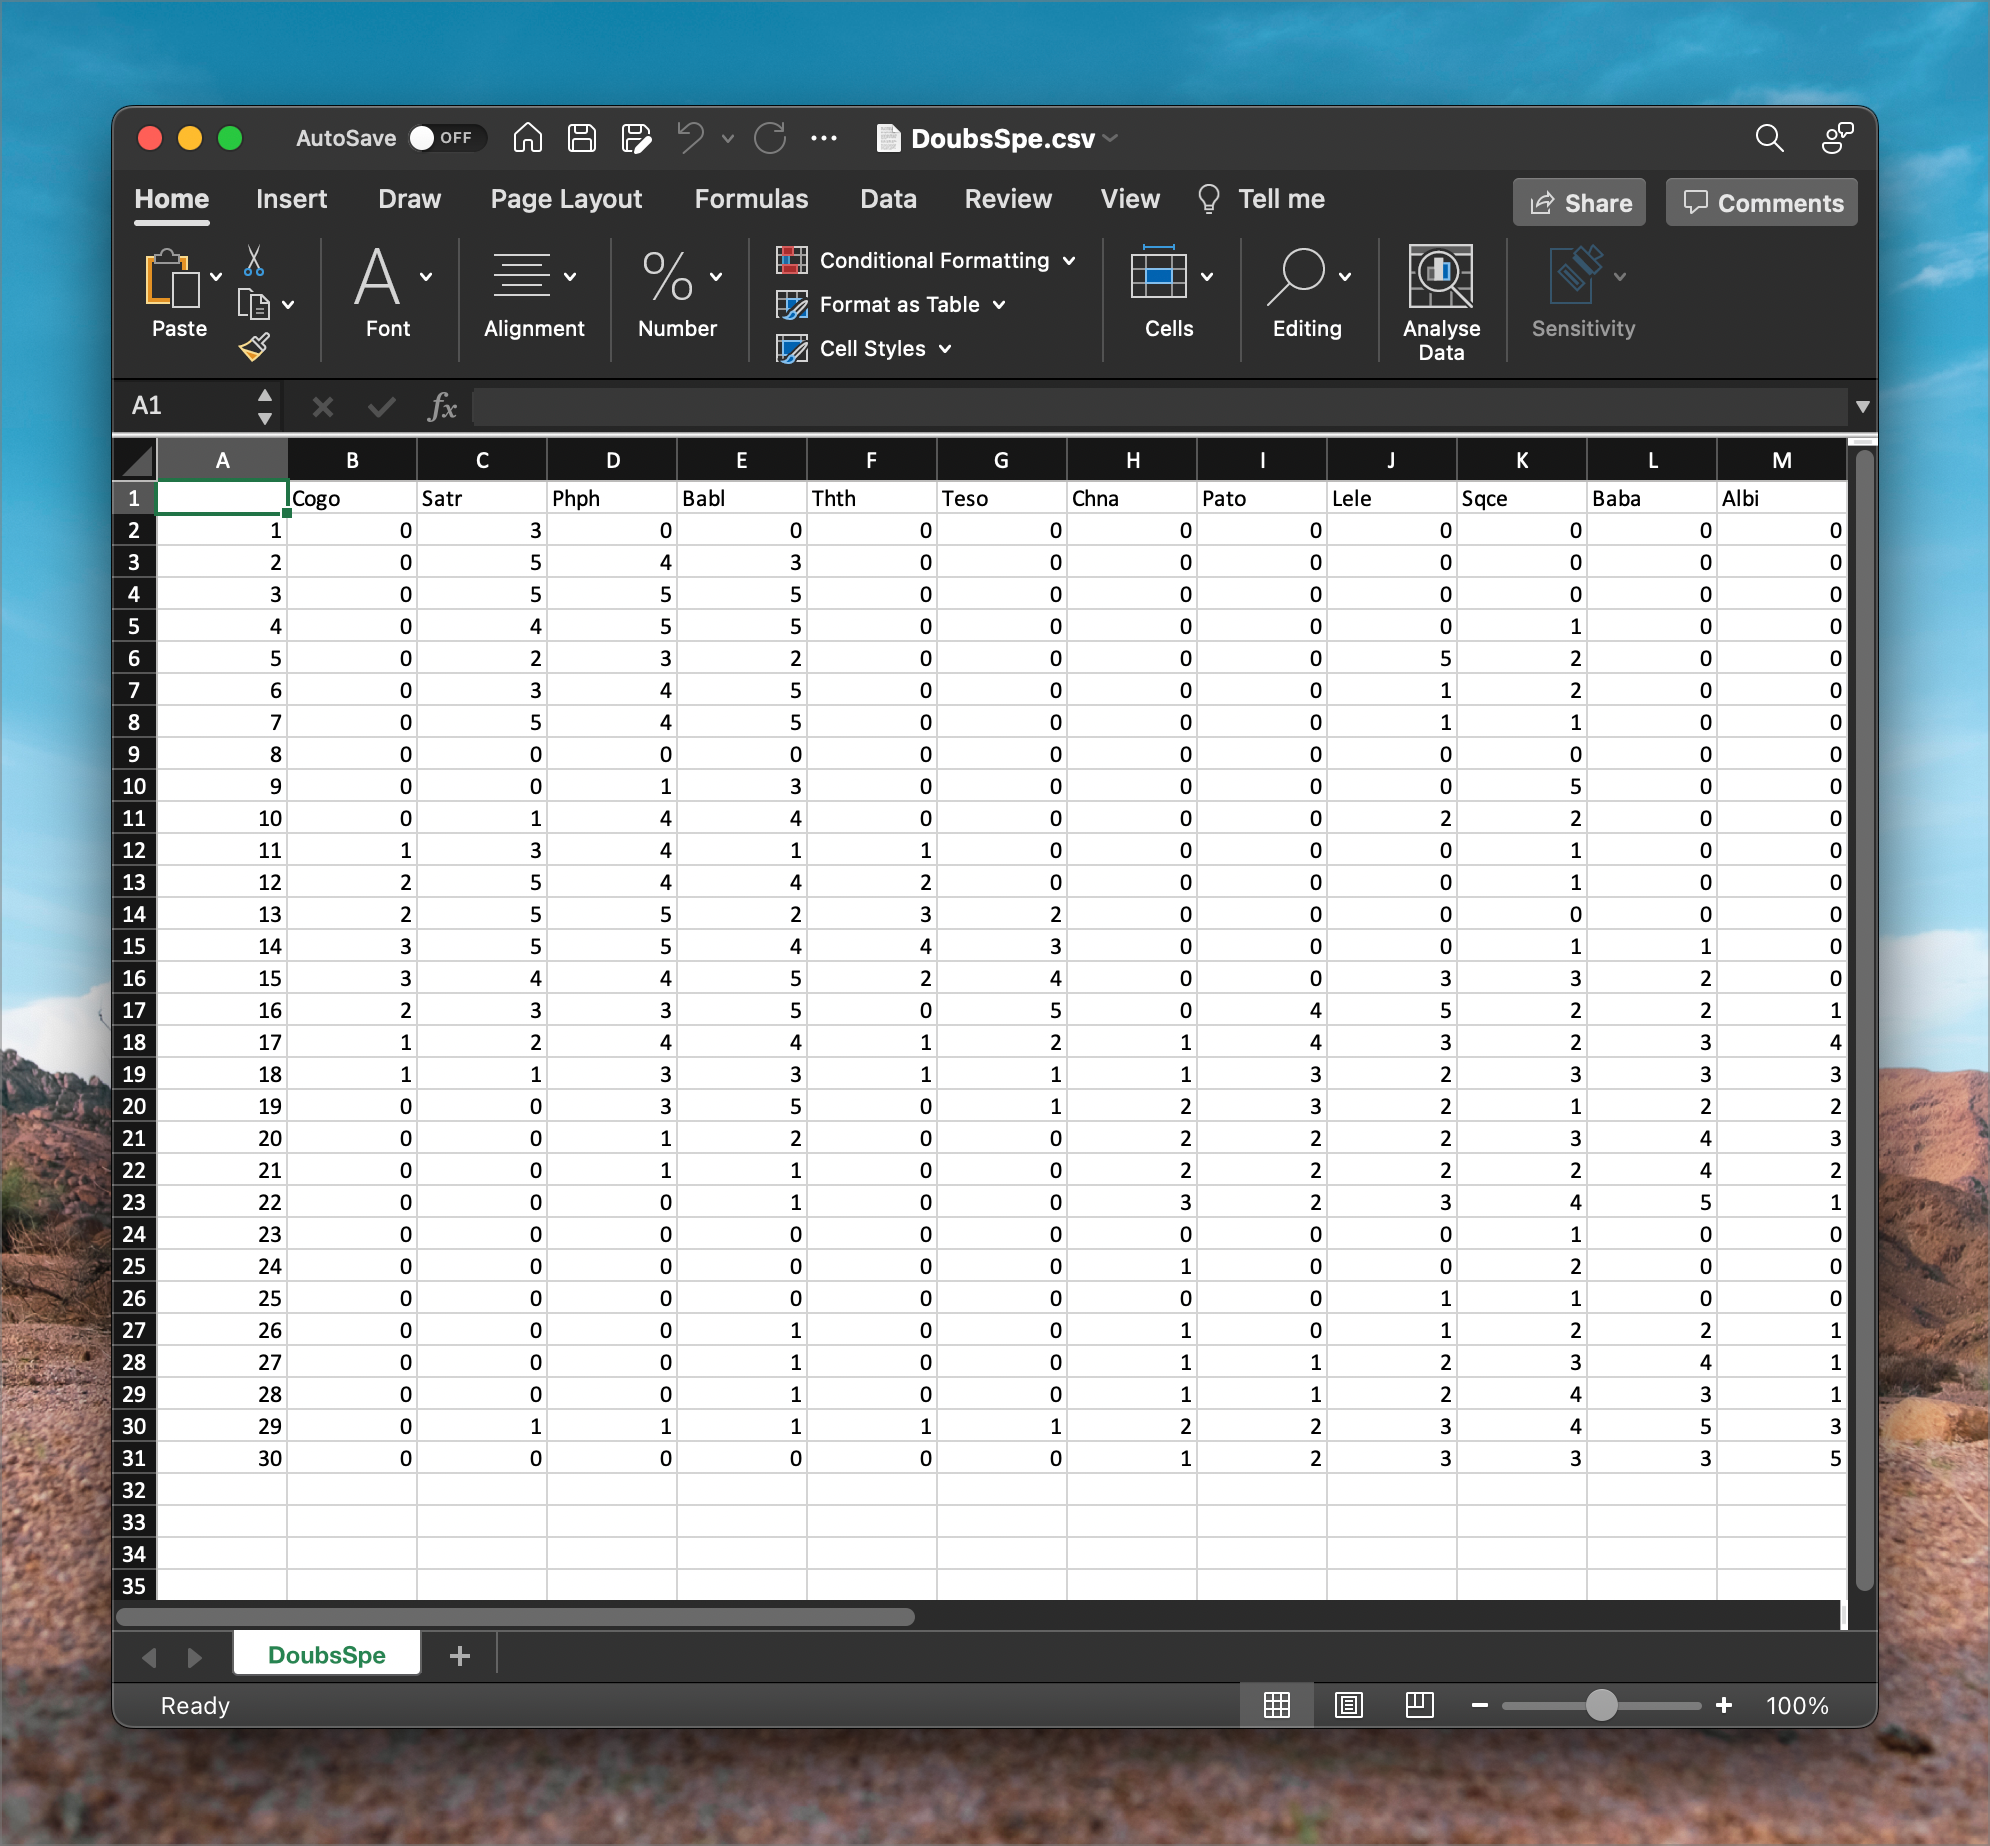 AutoSave OFF DoubsSpe.csv
Home Insert Draw Page Layout Formulas Data Review View Tell me Share Comments
Paste Font Alignment Number Conditional Formatting Format as Table Cell Styles Cells Editing Analyse Data Sensitivity
A1 fx
A B C D E F G H I J K L M
1 Cogo Satr Phph Babl Thth Teso Chna Pato Lele Sqce Baba Albi
2 1 0 3 0 0 0 0 0 0 0 0 0 0
3 2 0 5 4 3 0 0 0 0 0 0 0 0
4 3 0 5 5 5 0 0 0 0 0 0 0 0
5 4 0 4 5 5 0 0 0 0 0 1 0 0
6 5 0 2 3 2 0 0 0 0 5 2 0 0
7 6 0 3 4 5 0 0 0 0 1 2 0 0
8 7 0 5 4 5 0 0 0 0 1 1 0 0
9 8 0 0 0 0 0 0 0 0 0 0 0 0
10 9 0 0 1 3 0 0 0 0 0 5 0 0
11 10 0 1 4 4 0 0 0 0 2 2 0 0
12 11 1 3 4 1 1 0 0 0 0 1 0 0
13 12 2 5 4 4 2 0 0 0 0 1 0 0
14 13 2 5 5 2 3 2 0 0 0 0 0 0
15 14 3 5 5 4 4 3 0 0 0 1 1 0
16 15 3 4 4 5 2 4 0 0 3 3 2 0
17 16 2 3 3 5 0 5 0 4 5 2 2 1
18 17 1 2 4 4 1 2 1 4 3 2 3 4
19 18 1 1 3 3 1 1 1 3 2 3 3 3
20 19 0 0 3 5 0 1 2 3 2 1 2 2
21 20 0 0 1 2 0 0 2 2 2 3 4 3
22 21 0 0 1 1 0 0 2 2 2 2 4 2
23 22 0 0 0 1 0 0 3 2 3 4 5 1
24 23 0 0 0 0 0 0 0 0 0 1 0 0
25 24 0 0 0 0 0 0 1 0 0 2 0 0
26 25 0 0 0 0 0 0 0 0 1 1 0 0
27 26 0 0 0 1 0 0 1 0 1 2 2 1
28 27 0 0 0 1 0 0 1 1 2 3 4 1
29 28 0 0 0 1 0 0 1 1 2 4 3 1
30 29 0 1 1 1 1 1 2 2 3 4 5 3
31 30 0 0 0 0 0 0 1 2 3 3 3 5
32
33
34
35
DoubsSpe
Ready 100%